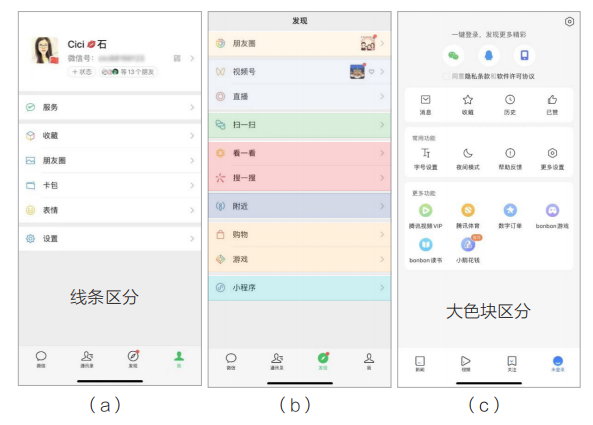 Cici 💋石
微信号：
+ 状态
等13个朋友
服务
收藏
朋友圈
卡包
表情
设置
线条区分
微信
通讯录
发现
我
（a）
发现
朋友圈
视频号
直播
扫一扫
看一看
搜一搜
附近
购物
游戏
小程序
微信
通讯录
发现
我
（b）
一键登录，发现更多精彩
同意隐私条款和软件许可协议
消息
收藏
历史
已赞
常用功能
字号设置
夜间模式
帮助反馈
更多设置
更多功能
腾讯视频VIP
腾讯体育
数字订单
bonbon游戏
bonbon读书
小鹅花钱
大色块区分
新闻
视频
关注
未登录
（c）